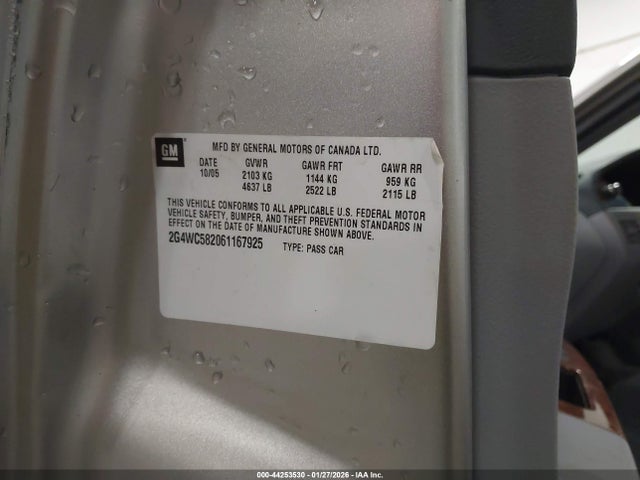 GM
MFD BY GENERAL MOTORS OF CANADA LTD.
DATE GVWR GAWR FRT GAWR RR
10/05 2103 KG 1144 KG 959 KG
4637 LB 2522 LB 2115 LB
THIS VEHICLE CONFORMS TO ALL APPLICABLE U.S. FEDERAL MOTOR
VEHICLE SAFETY, BUMPER, AND THEFT PREVENTION STANDARDS IN
EFFECT ON THE DATE OF MANUFACTURE SHOWN ABOVE.
2G4WC582061167925 TYPE: PASS CAR
000-44253530 - 01/27/2026 - IAA Inc.